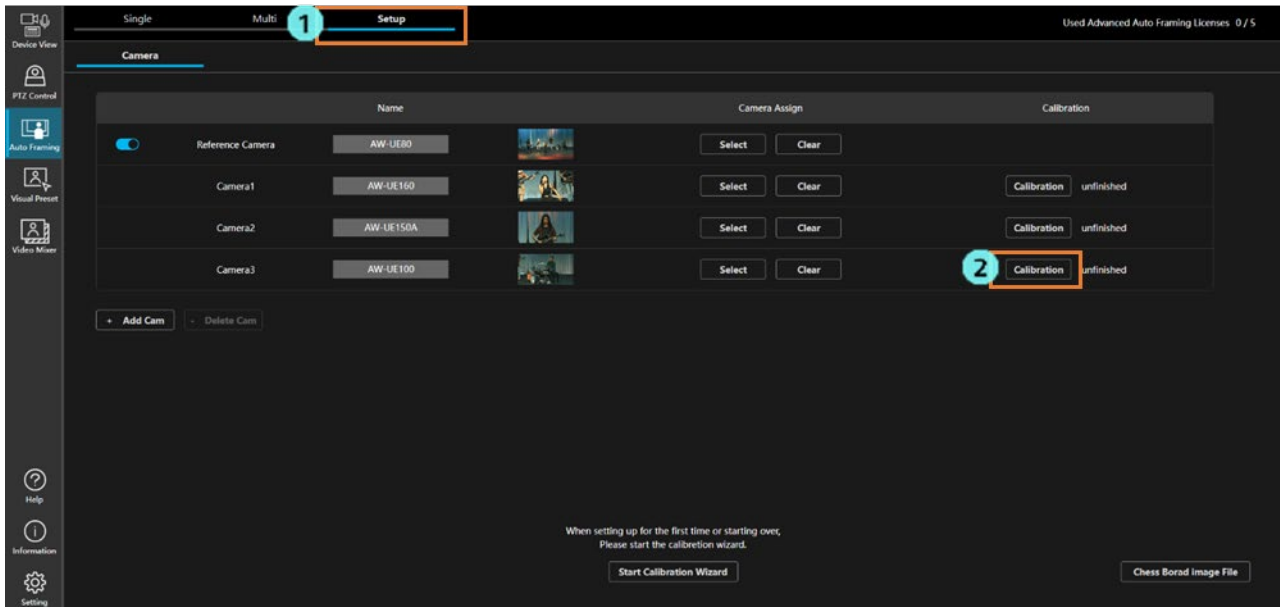 Single Multi 1 Setup Used Advanced Auto Framing Licenses 0 / 5
Device View
Camera
PTZ Control
Name Camera Assign Calibration
Auto Framing
Reference Camera AW-UE80 Select Clear
Visual Preset
Camera1 AW-UE160 Select Clear Calibration unfinished
Camera2 AW-UE150A Select Clear Calibration unfinished
Video Mixer
Camera3 AW-UE100 Select Clear 2 Calibration unfinished
+ Add Cam - Delete Cam
Help
When setting up for the first time or starting over,
Please start the calibretion wizard.
Information
Start Calibration Wizard Chess Borad image File
Setting